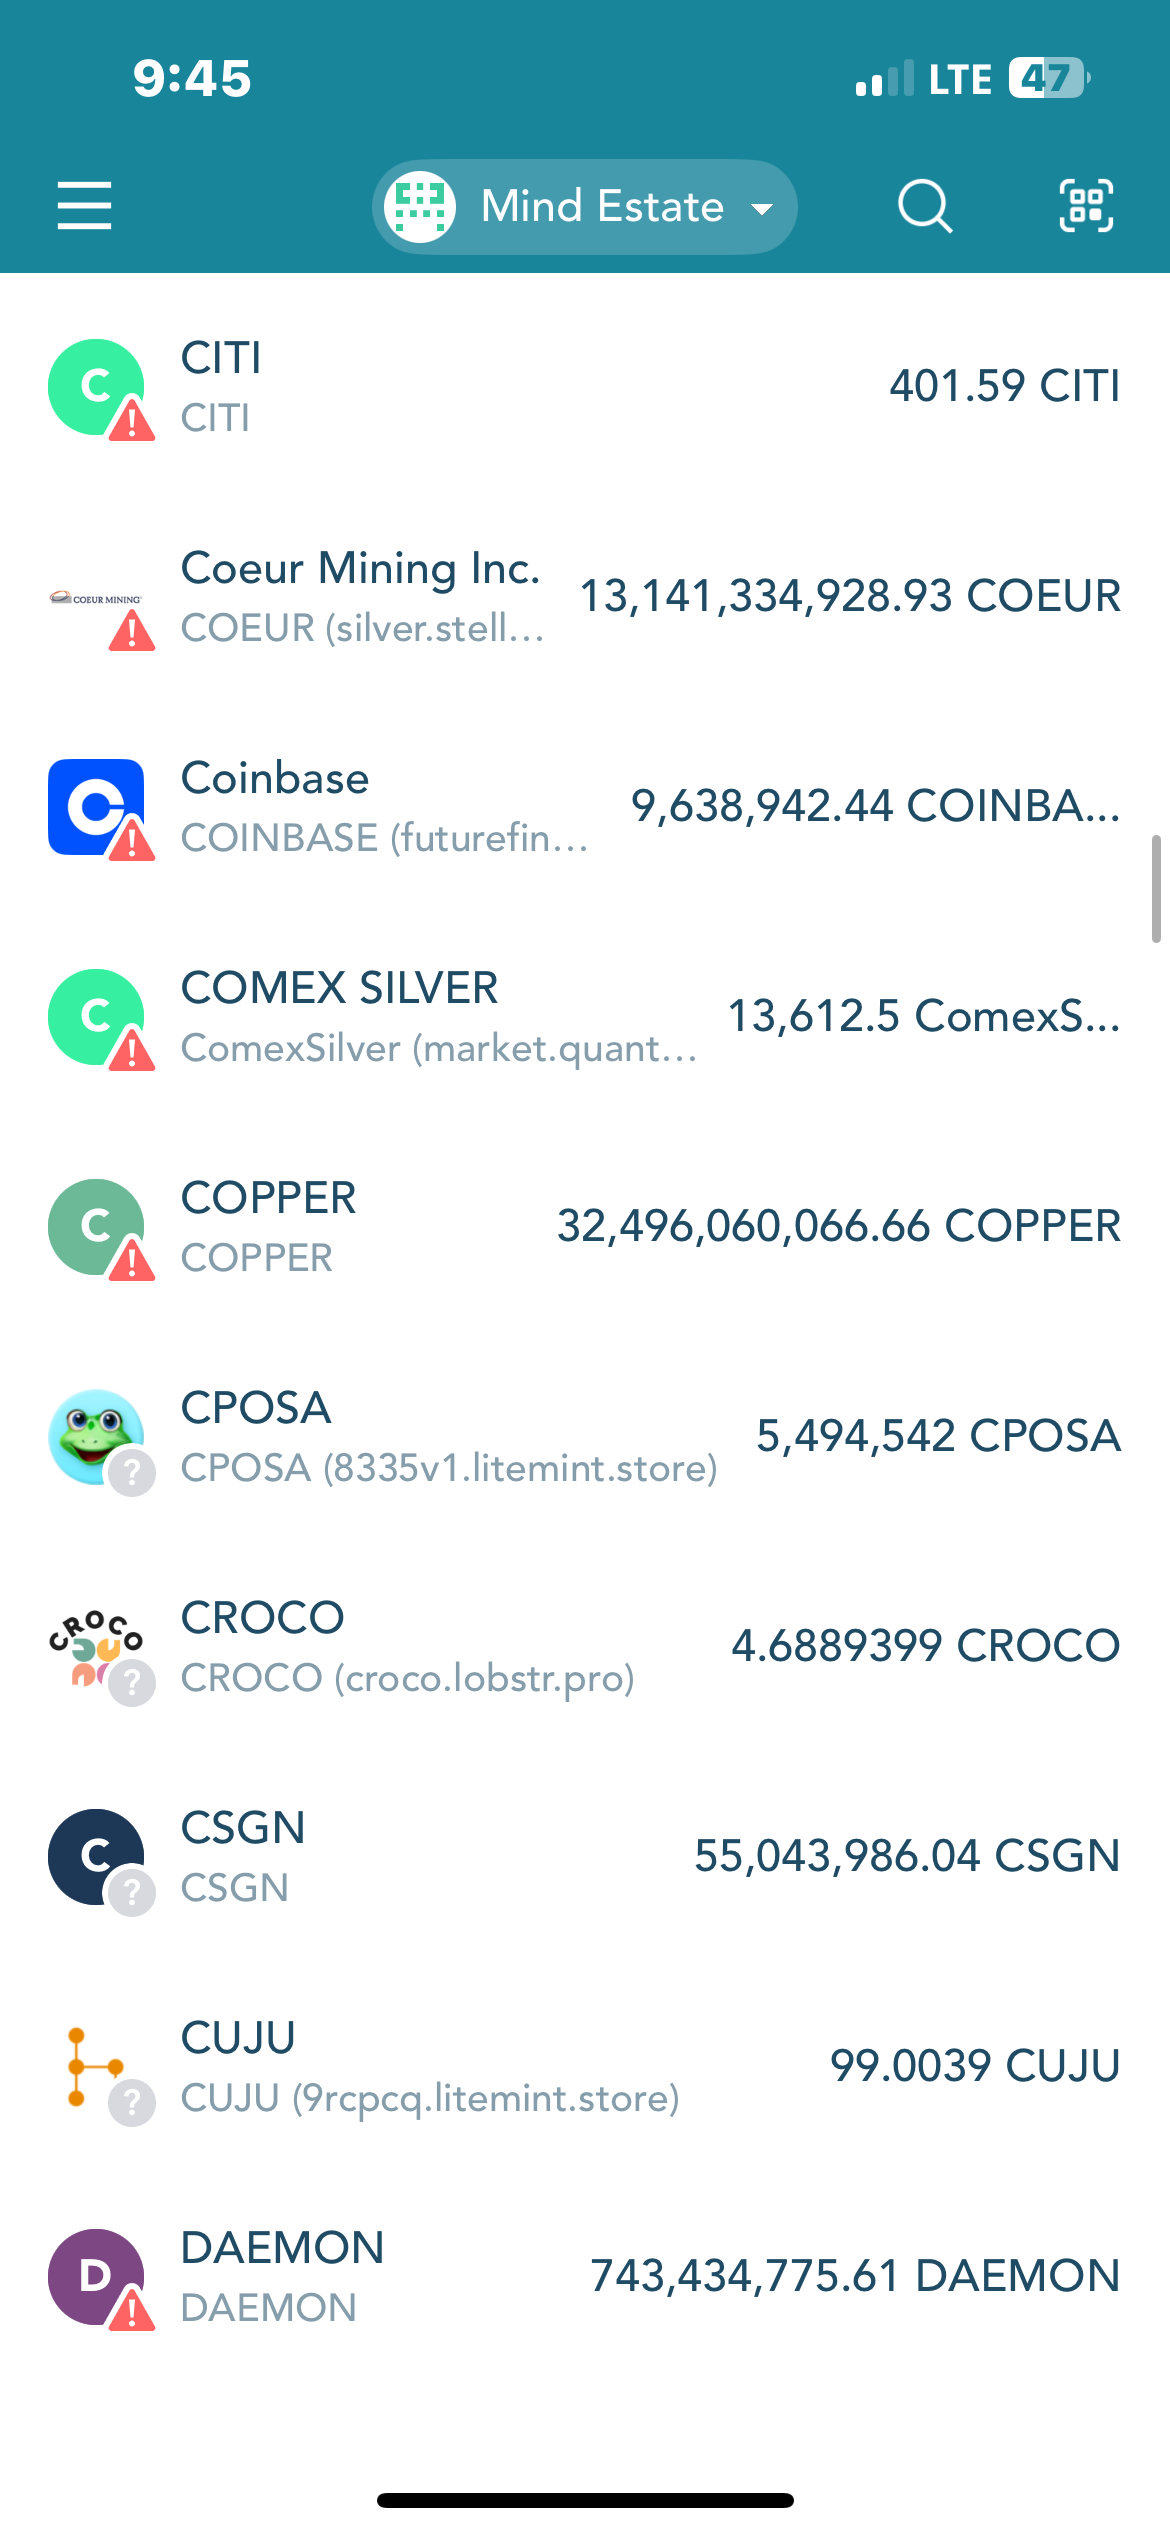 9:45
LTE 47
Mind Estate
C
CITI
CITI
401.59 CITI
COEUR MINING
Coeur Mining Inc.
COEUR (silver.stell...
13,141,334,928.93 COEUR
Coinbase
COINBASE (futurefin...
9,638,942.44 COINBA...
C
COMEX SILVER
ComexSilver (market.quant...
13,612.5 ComexS...
C
COPPER
COPPER
32,496,060,066.66 COPPER
CPOSA
CPOSA (8335v1.litemint.store)
5,494,542 CPOSA
?
CROCO
CROCO
CROCO (croco.lobstr.pro)
4.6889399 CROCO
?
C
CSGN
CSGN
55,043,986.04 CSGN
?
CUJU
CUJU (9rcpcq.litemint.store)
99.0039 CUJU
?
D
DAEMON
DAEMON
743,434,775.61 DAEMON